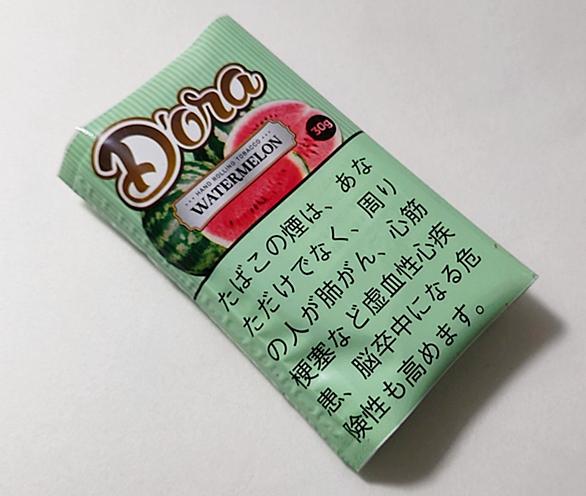 D'ora
30g
HAND ROLLING TOBACCO
WATERMELON
たばこの煙は、あな
ただけでなく、周り
の人が肺がん、心筋
梗塞など虚血性心疾
患、脳卒中になる危
険性も高めます。